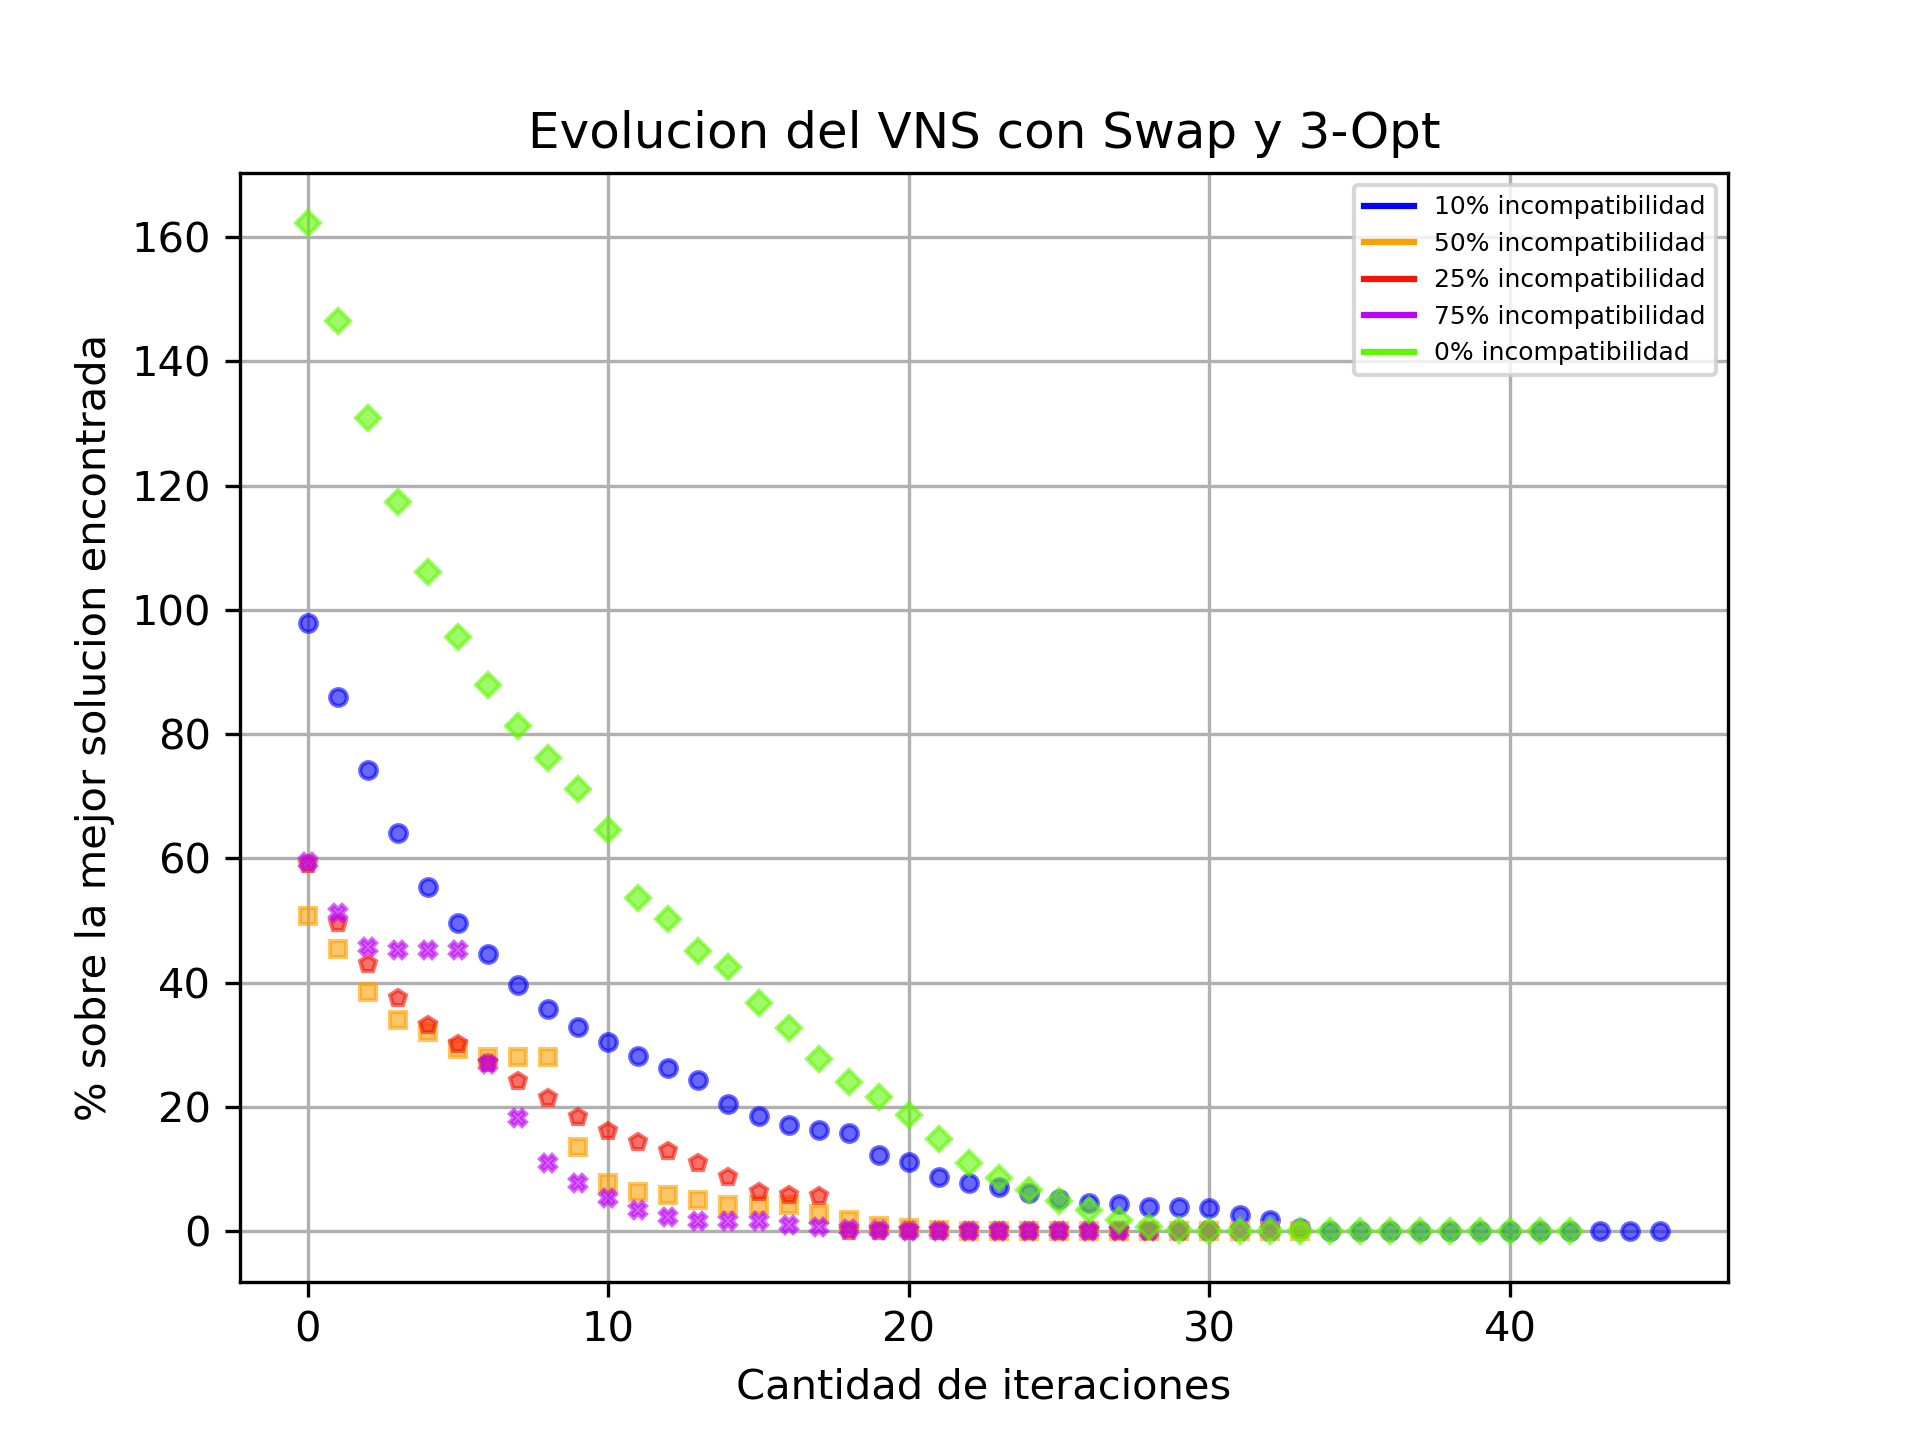 Evolucion del VNS con Swap y 3-Opt
10% incompatibilidad
50% incompatibilidad
25% incompatibilidad
75% incompatibilidad
0% incompatibilidad
% sobre la mejor solucion encontrada
160
140
120
100
80
60
40
20
0
0 10 20 30 40
Cantidad de iteraciones